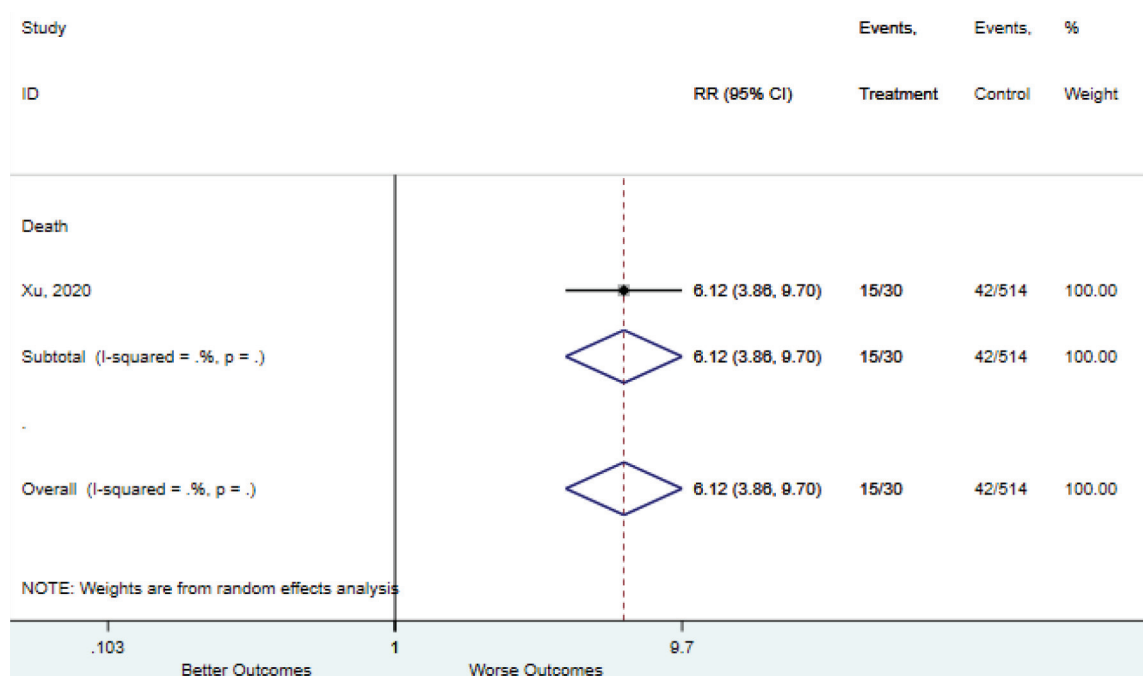 Study Events, Events, %
ID RR (95% CI) Treatment Control Weight
Death
Xu, 2020 6.12 (3.86, 9.70) 15/30 42/514 100.00
Subtotal (I-squared = .%, p = .) 6.12 (3.86, 9.70) 15/30 42/514 100.00
.
Overall (I-squared = .%, p = .) 6.12 (3.86, 9.70) 15/30 42/514 100.00
NOTE: Weights are from random effects analysis
.103 1 9.7
Better Outcomes Worse Outcomes